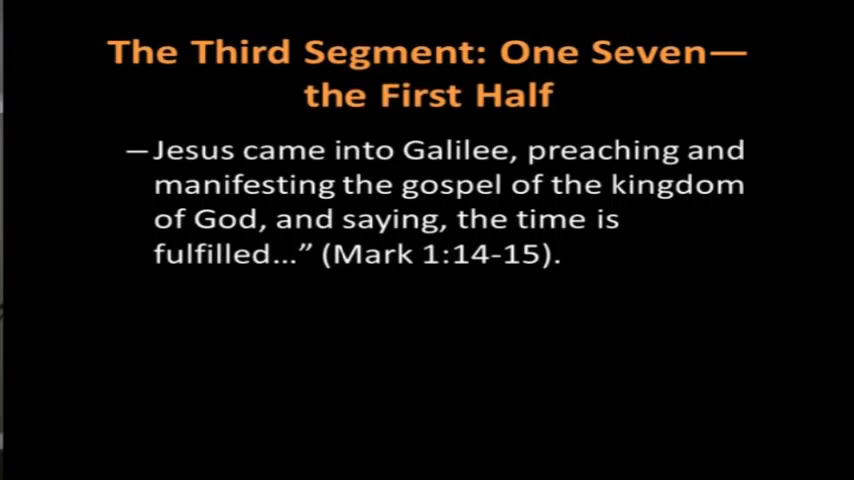 The Third Segment: One Seven—
the First Half
–Jesus came into Galilee, preaching and
manifesting the gospel of the kingdom
of God, and saying, the time is
fulfilled...” (Mark 1:14-15).